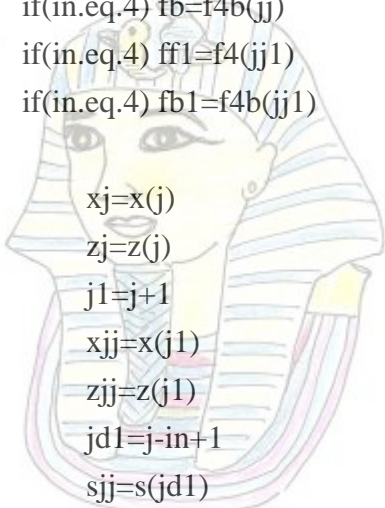 if(in.eq.4) fb=f4b(jj)
if(in.eq.4) ff1=f4(jj1)
if(in.eq.4) fb1=f4b(jj1)
xj=x(j)
zj=z(j)
j1=j+1
xjj=x(j1)
zjj=z(j1)
jd1=j-in+1
sjj=s(jd1)